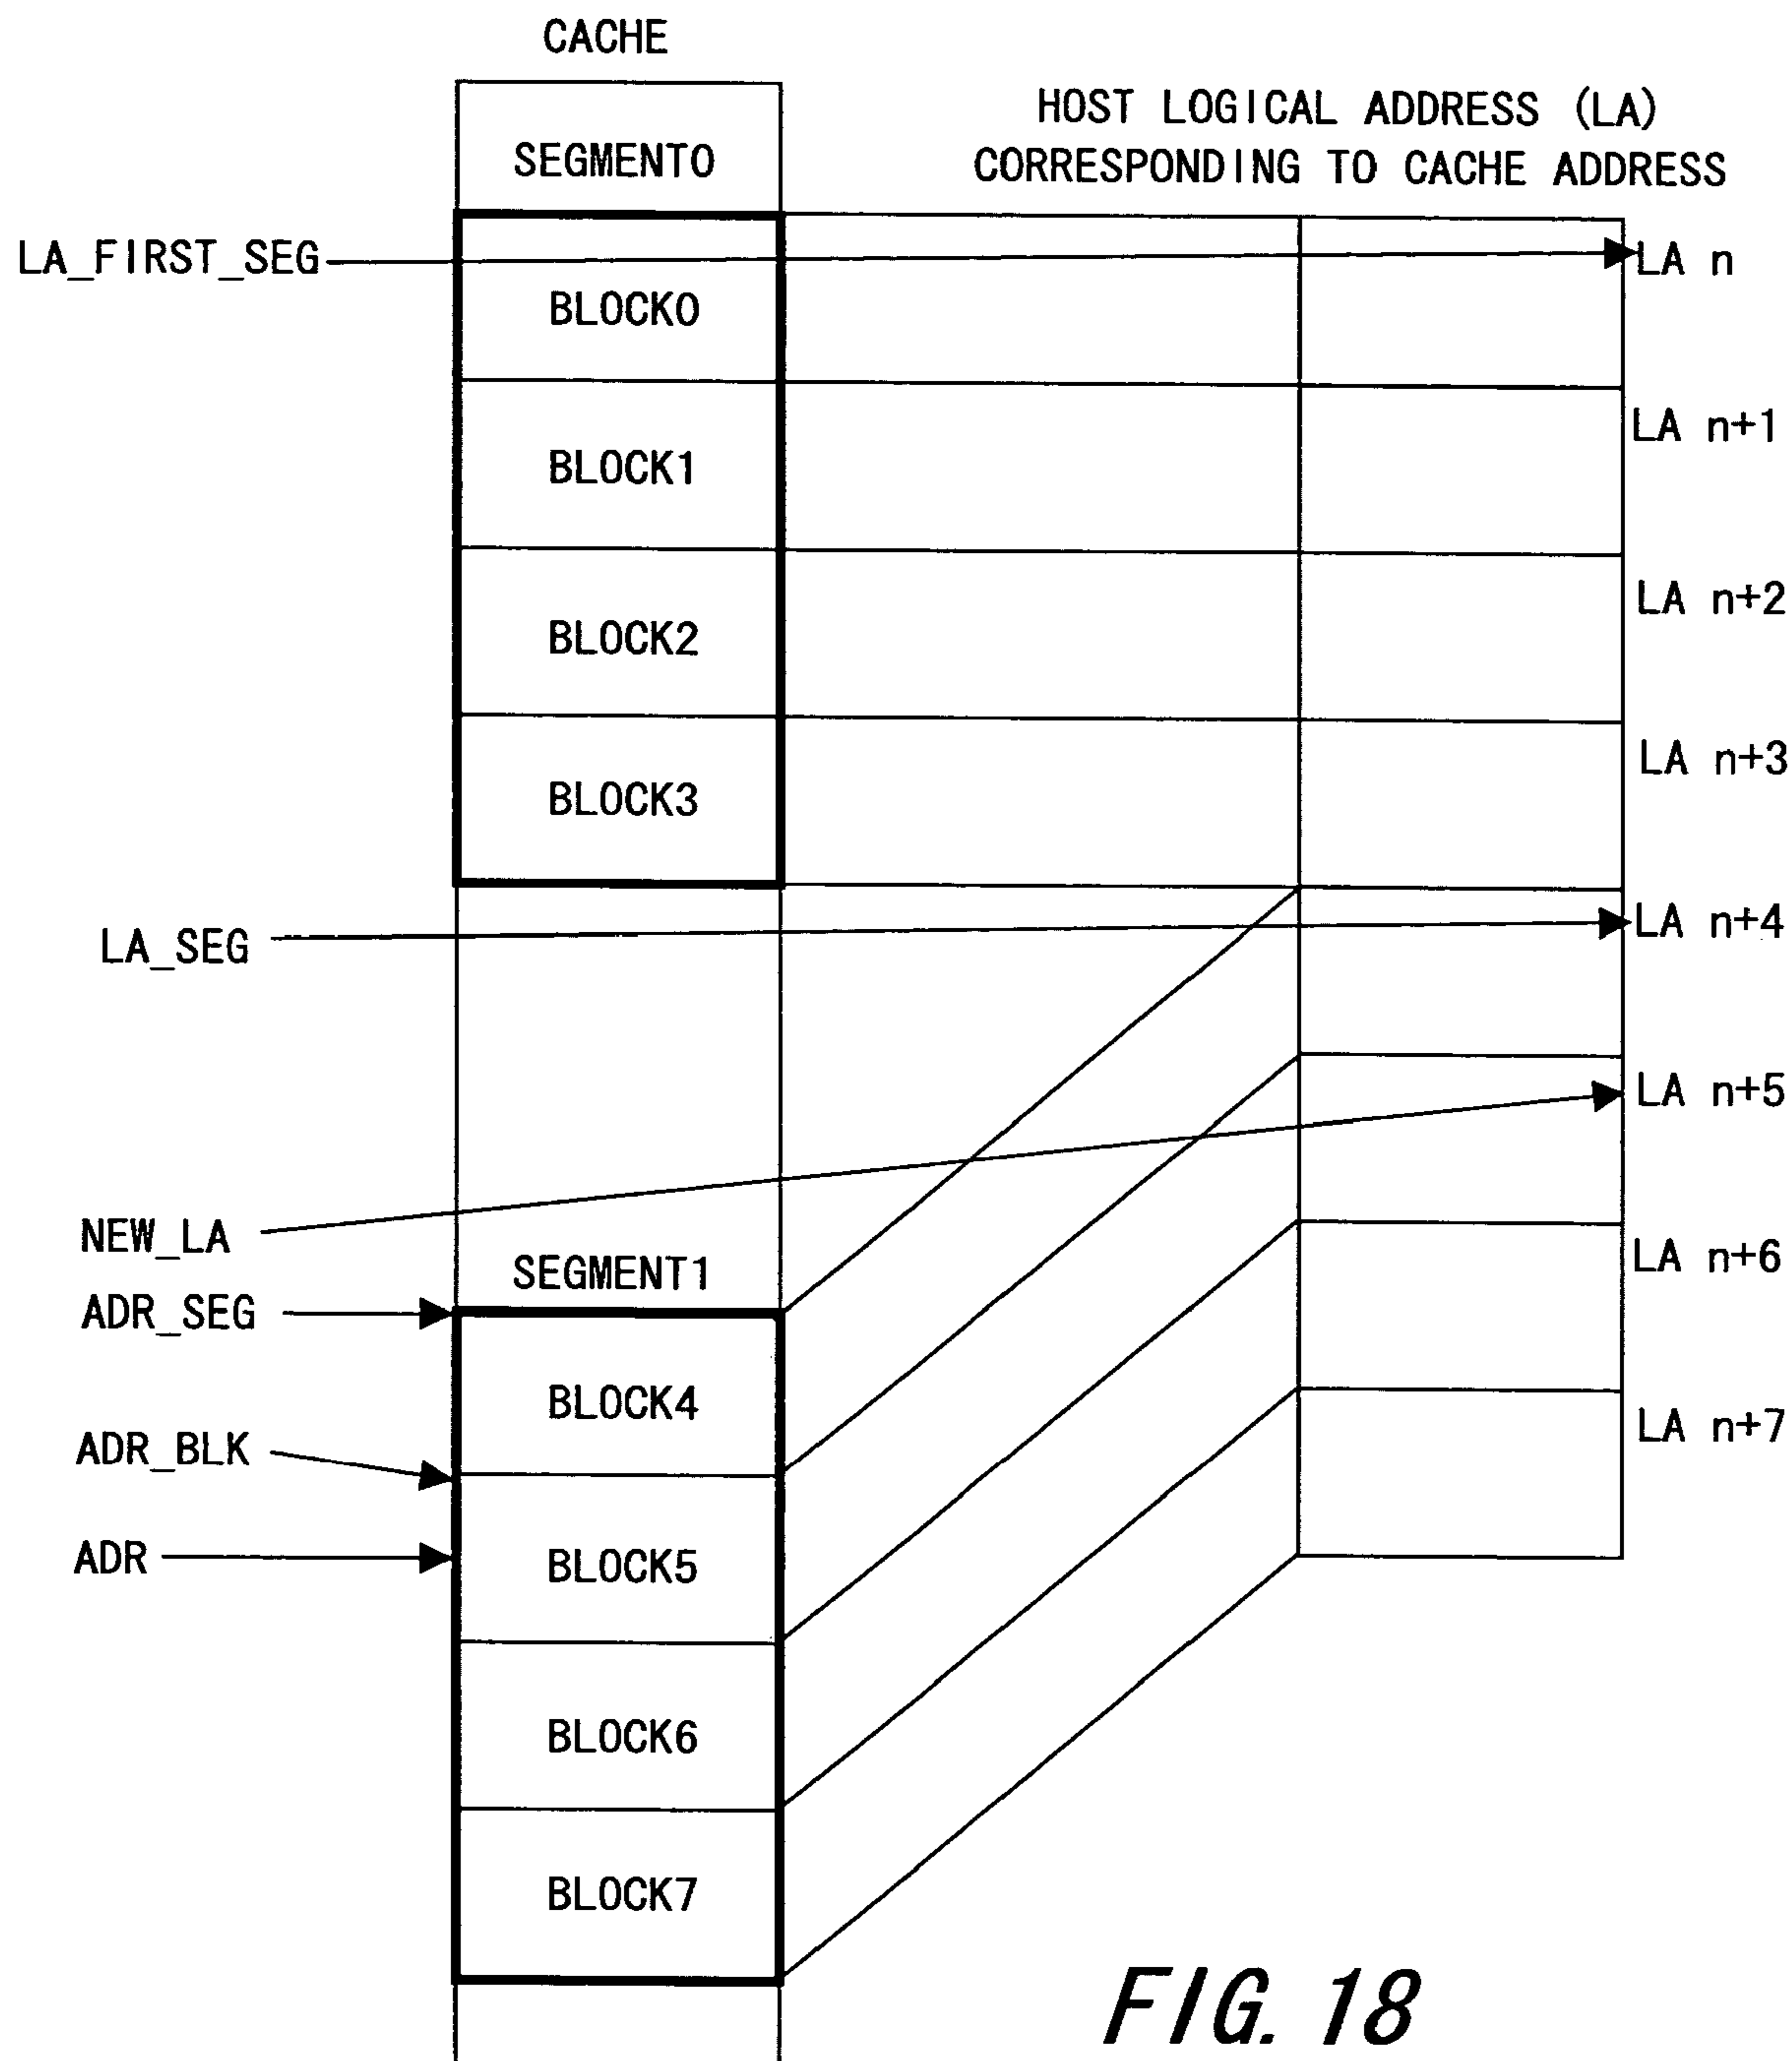 CACHE
HOST LOGICAL ADDRESS (LA)
CORRESPONDING TO CACHE ADDRESS
SEGMENT0
LA_FIRST_SEG
LA n
BLOCK0
LA n+1
BLOCK1
LA n+2
BLOCK2
LA n+3
BLOCK3
LA_SEG
LA n+4
LA n+5
NEW_LA
LA n+6
SEGMENT1
ADR_SEG
BLOCK4
LA n+7
ADR_BLK
ADR
BLOCK5
BLOCK6
BLOCK7
FIG. 18